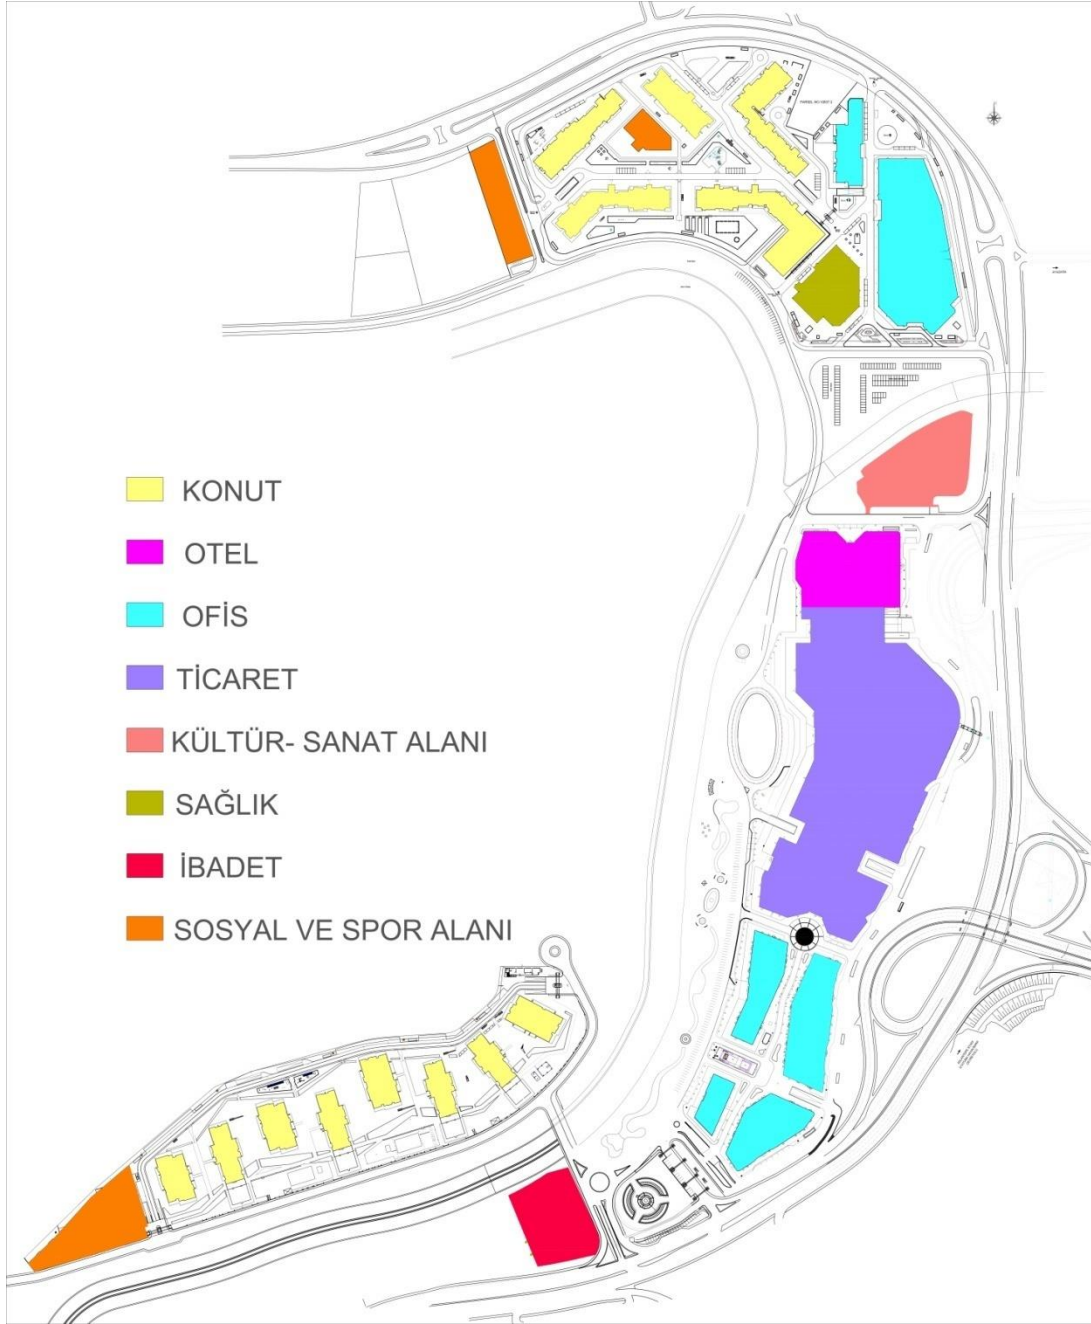 KONUT
OTEL
OFİS
TİCARET
KÜLTÜR- SANAT ALANI
SAĞLIK
İBADET
SOSYAL VE SPOR ALANI